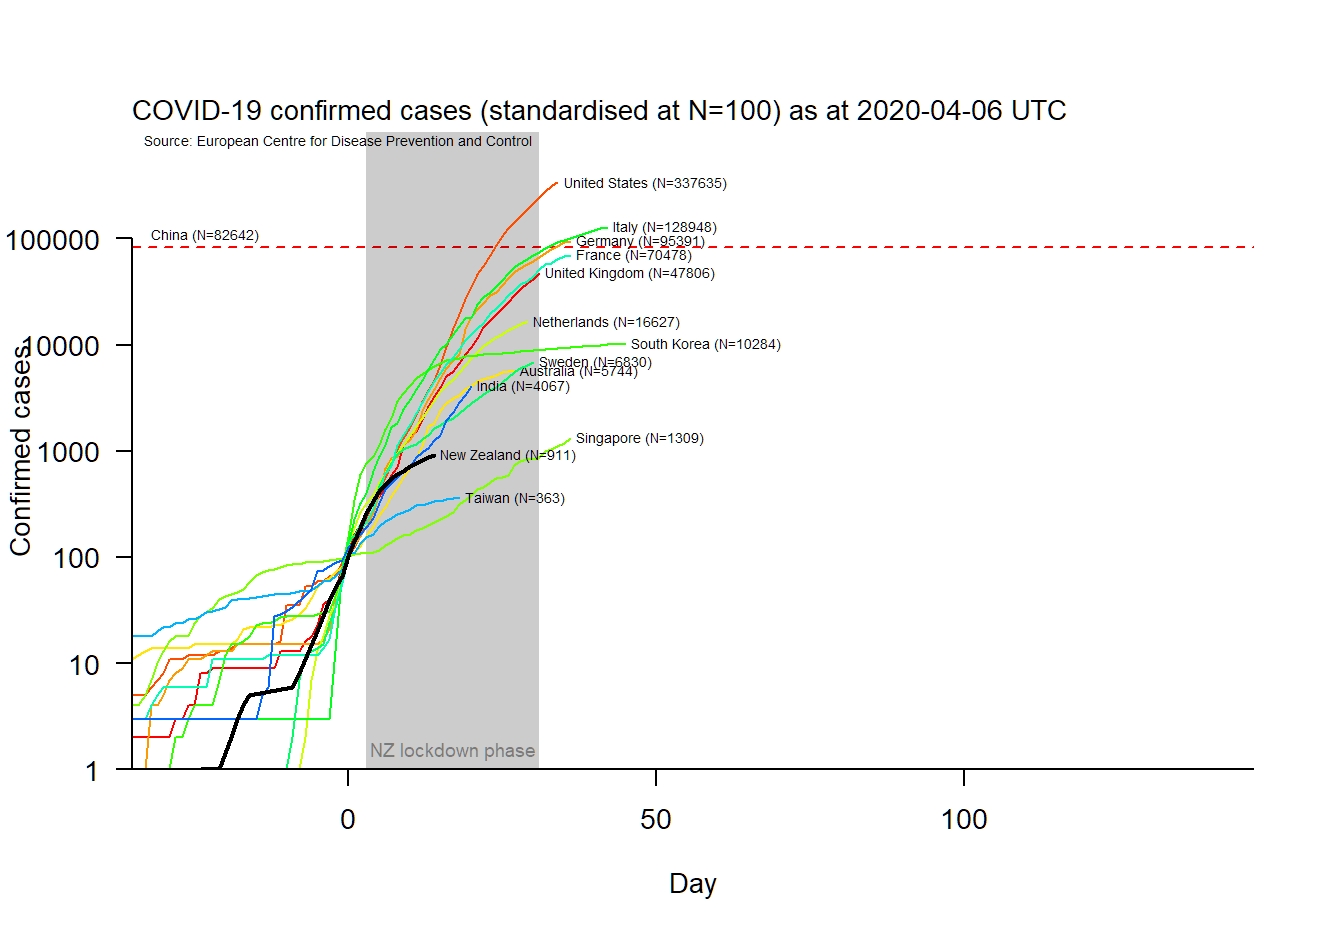 COVID-19 confirmed cases (standardised at N=100) as at 2020-04-06 UTC
Source: European Centre for Disease Prevention and Control
United States (N=337635)
Italy (N=128948)
China (N=82642)
Germany (N=95391)
France (N=70478)
United Kingdom (N=47806)
Netherlands (N=16627)
South Korea (N=10284)
Sweden (N=6830)
Australia (N=5744)
India (N=4067)
Singapore (N=1309)
New Zealand (N=911)
Taiwan (N=363)
NZ lockdown phase
Confirmed cases
100000
10000
1000
100
10
1
0
50
100
Day